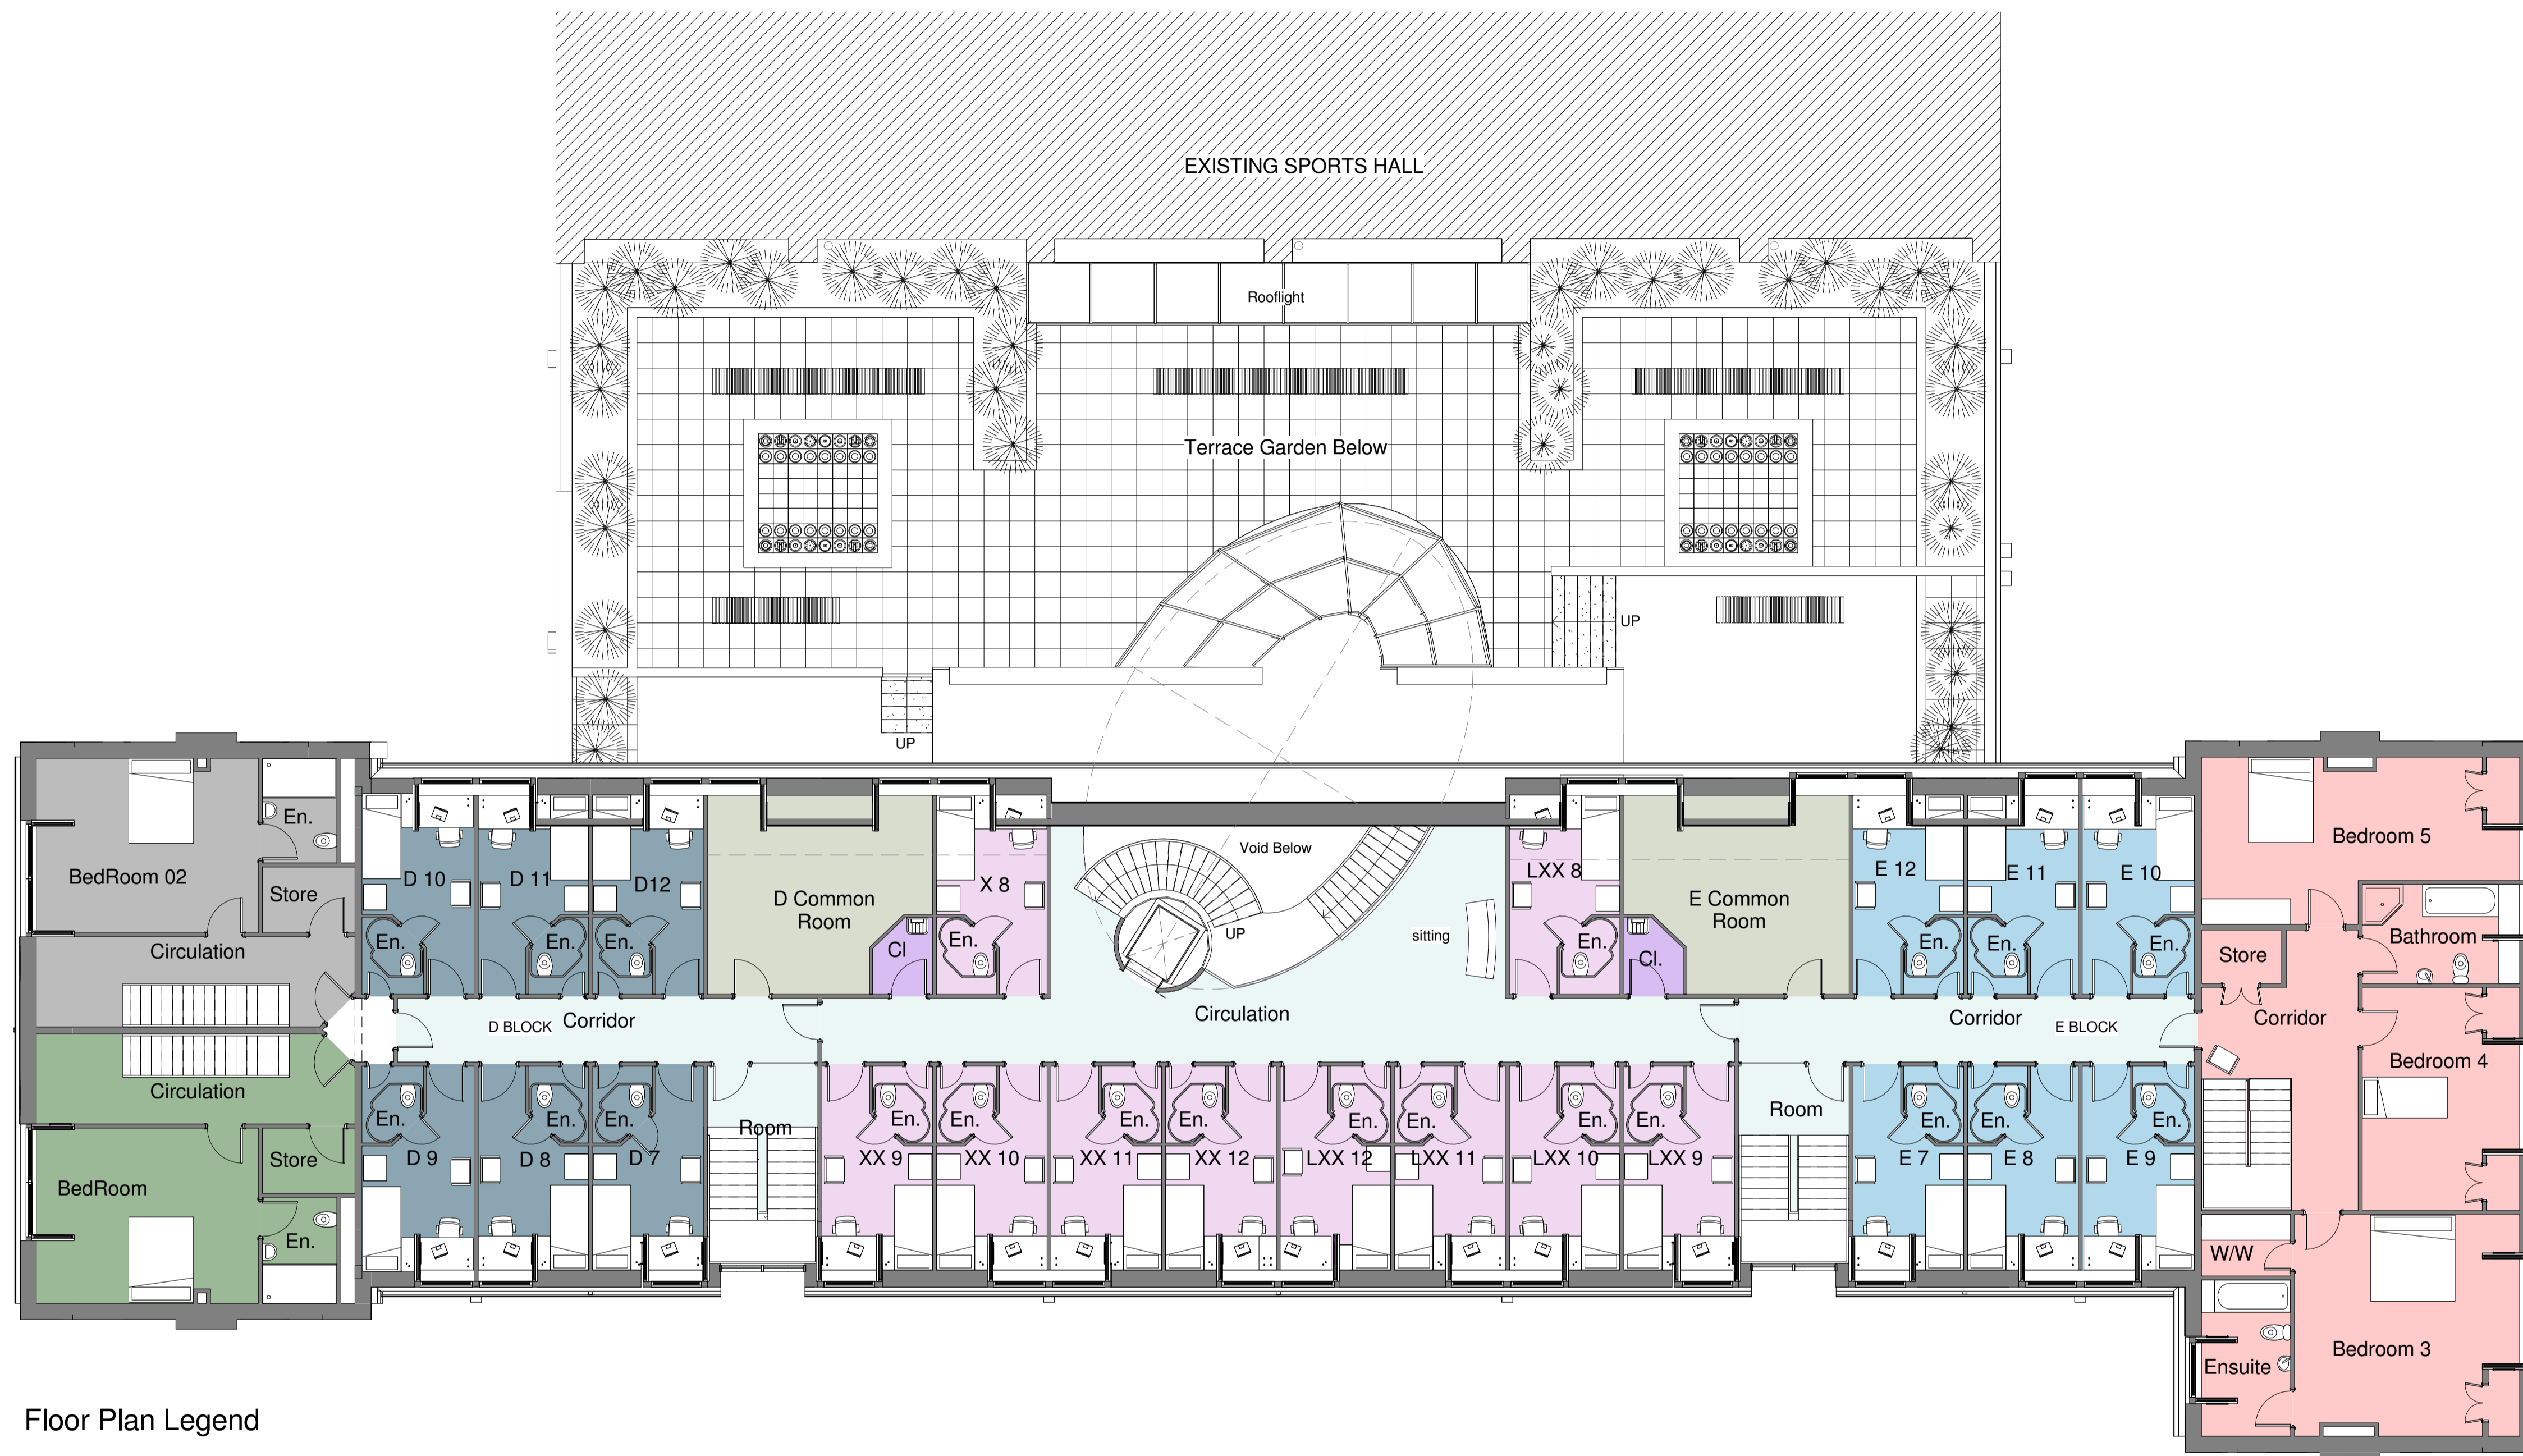 EXISTING SPORTS HALL
Rooflight
Terrace Garden Below
UP
UP
BedRoom 02
En.
Store
Circulation
D 10
D 11
D12
En.
En.
En.
D Common
Room
Cl
X 8
En.
Void Below
UP
sitting
LXX 8
En.
E Common
Room
Cl.
E 12
E 11
E 10
En.
En.
En.
Bedroom 5
Bathroom
Store
D BLOCK
Corridor
Circulation
Corridor
E BLOCK
Corridor
Bedroom 4
Circulation
BedRoom
Store
En.
En.
En.
En.
D 9
D 8
D 7
Room
En.
En.
En.
En.
En.
En.
En.
En.
XX 9
XX 10
XX 11
XX 12
LXX 12
LXX 11
LXX 10
LXX 9
Room
En.
En.
En.
E 7
E 8
E 9
W/W
Ensuite
Bedroom 3
Floor Plan Legend